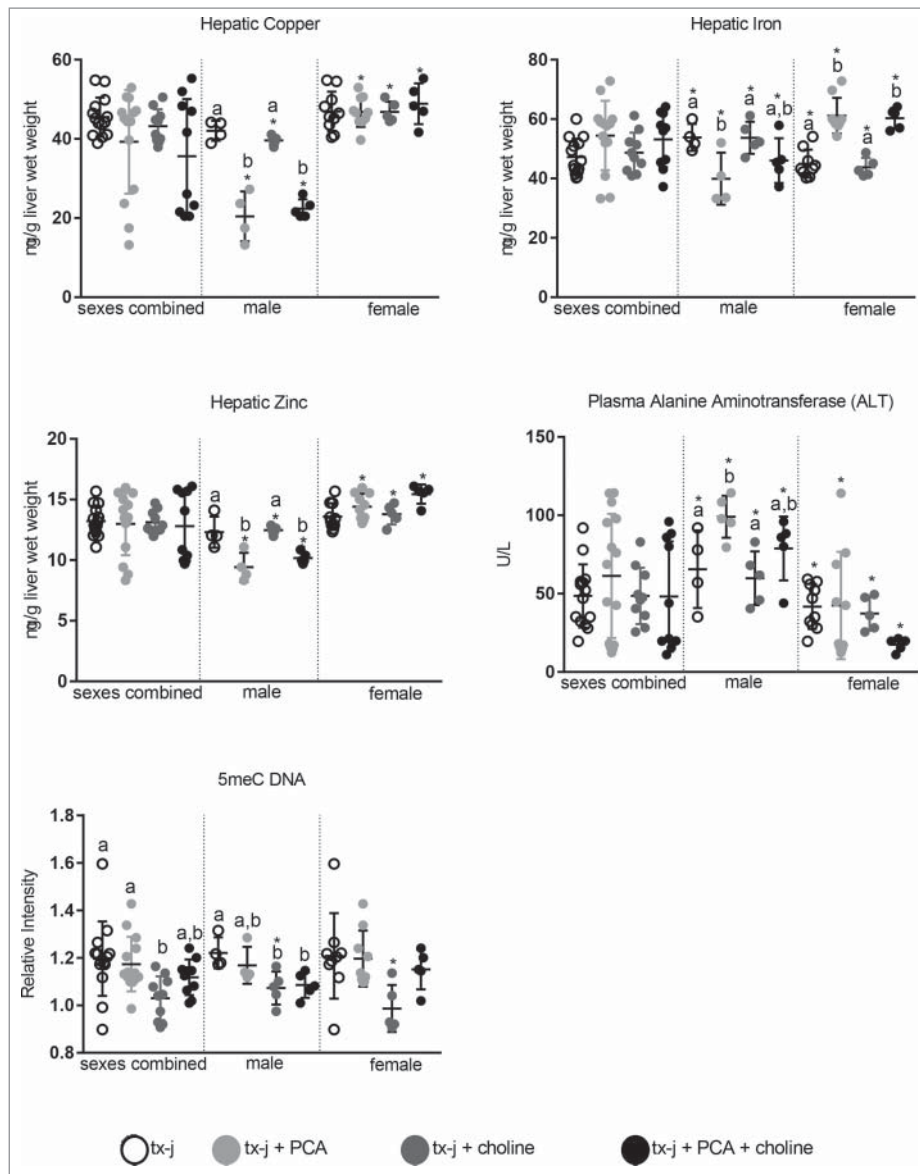 Hepatic Copper
ng/g liver wet weight
60
40
20
0
a
b
*
a
*
b
*
*
*
*
sexes combined
male
female
Hepatic Iron
ng/g liver wet weight
80
60
40
20
0
*
a
*
b
*
a
*
a,b
*
a
*
b
*
a
*
b
sexes combined
male
female
Hepatic Zinc
ng/g liver wet weight
20
15
10
5
0
a
b
*
a
*
b
*
*
*
*
sexes combined
male
female
Plasma Alanine Aminotransferase (ALT)
U/L
150
100
50
0
*
a
*
b
*
a
*
a,b
*
*
*
*
sexes combined
male
female
5meC DNA
Relative Intensity
1.8
1.6
1.4
1.2
1.0
0.8
a
a
b
a,b
a
a,b
*
b
b
*
sexes combined
male
female
tx-j
tx-j + PCA
tx-j + choline
tx-j + PCA + choline